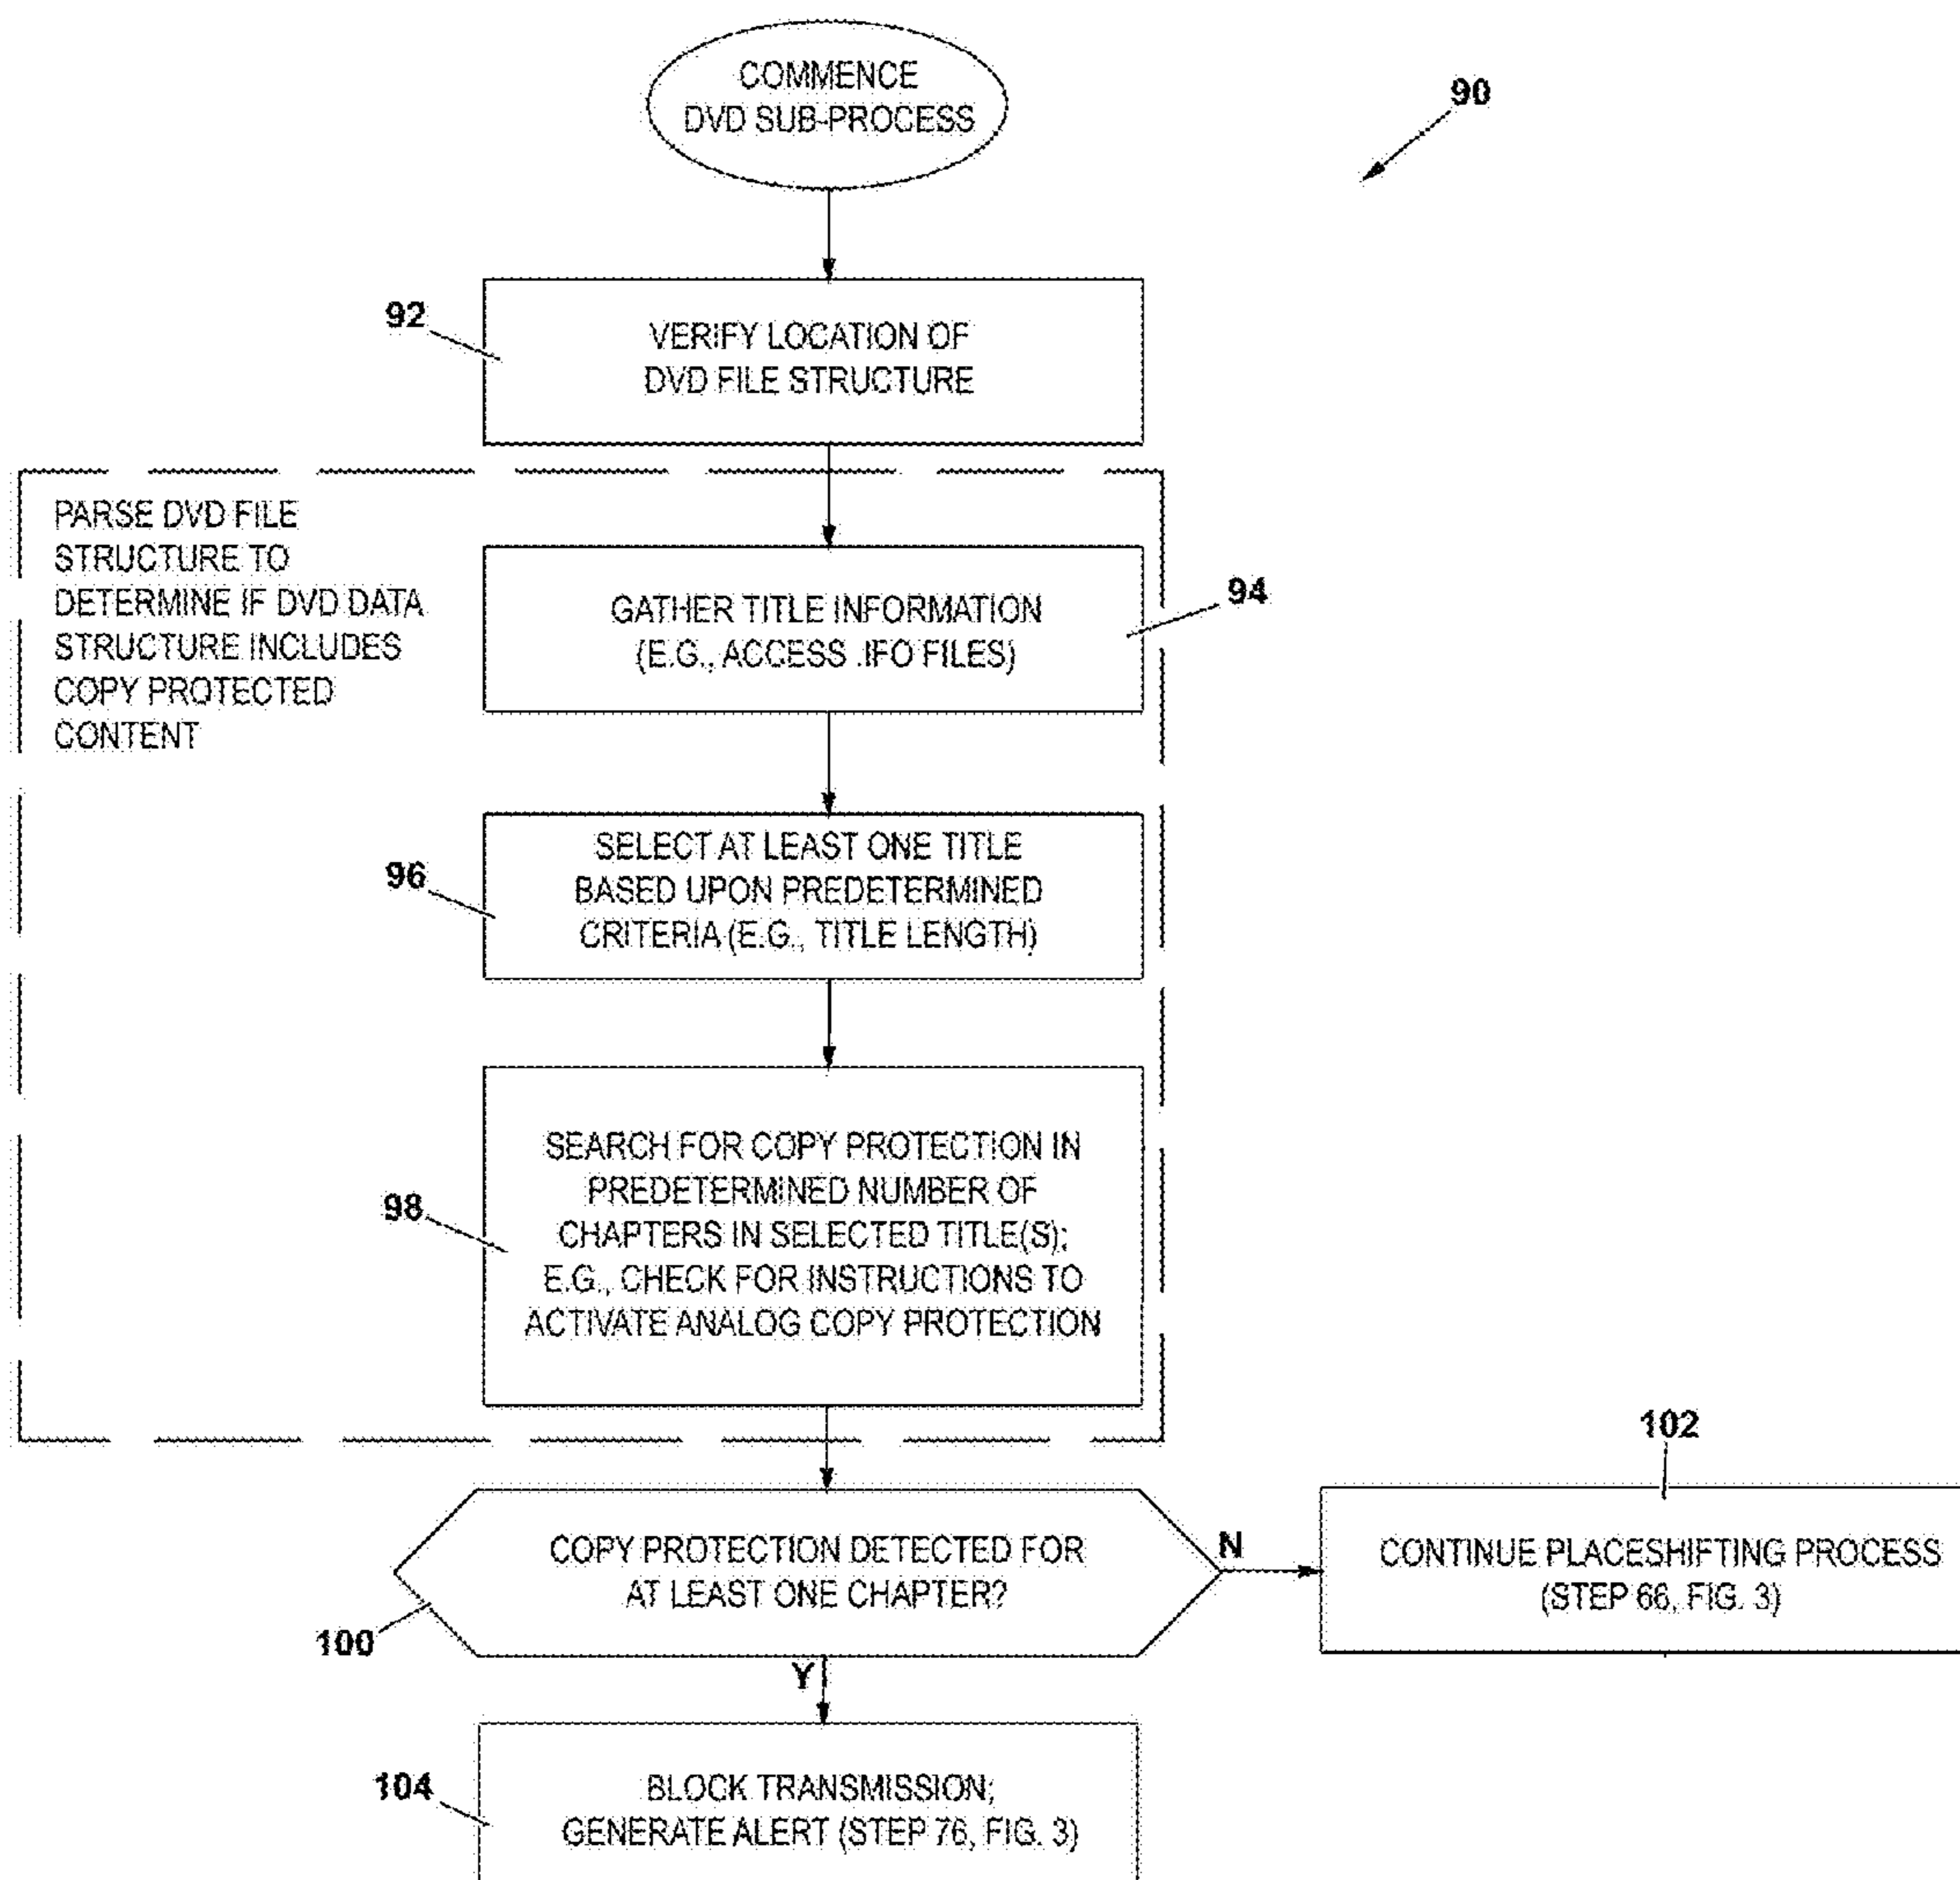 COMMENCE
DVD SUB-PROCESS
90
92
VERIFY LOCATION OF
DVD FILE STRUCTURE
PARSE DVD FILE
STRUCTURE TO
DETERMINE IF DVD DATA
STRUCTURE INCLUDES
COPY PROTECTED
CONTENT
GATHER TITLE INFORMATION
(E.G., ACCESS .IFO FILES)
94
96
SELECT AT LEAST ONE TITLE
BASED UPON PREDETERMINED
CRITERIA (E.G., TITLE LENGTH)
98
SEARCH FOR COPY PROTECTION IN
PREDETERMINED NUMBER OF
CHAPTERS IN SELECTED TITLE(S);
E.G., CHECK FOR INSTRUCTIONS TO
ACTIVATE ANALOG COPY PROTECTION
100
COPY PROTECTION DETECTED FOR
AT LEAST ONE CHAPTER?
N
102
CONTINUE PLACESHIFTING PROCESS
(STEP 66, FIG. 3)
Y
104
BLOCK TRANSMISSION;
GENERATE ALERT (STEP 76, FIG. 3)